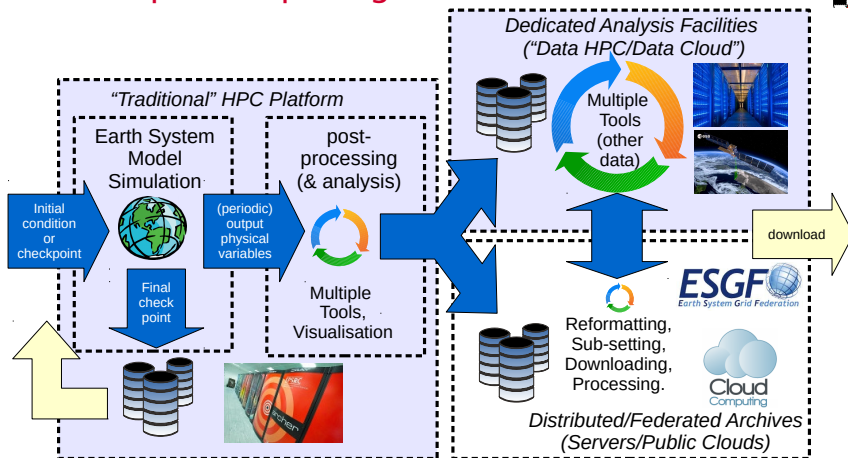 Dedicated Analysis Facilities
("Data HPC/Data Cloud")
"Traditional" HPC Platform
Earth System
Model
Simulation
post-
processing
(& analysis)
Multiple
Tools
(other
data)
Initial
condition
or
checkpoint
(periodic)
output
physical
variables
download
Final
check
point
Multiple
Tools,
Visualisation
ESGF
Earth System Grid Federation
Reformatting,
Sub-setting,
Downloading,
Processing.
Cloud
Computing
archer
Distributed/Federated Archives
(Servers/Public Clouds)